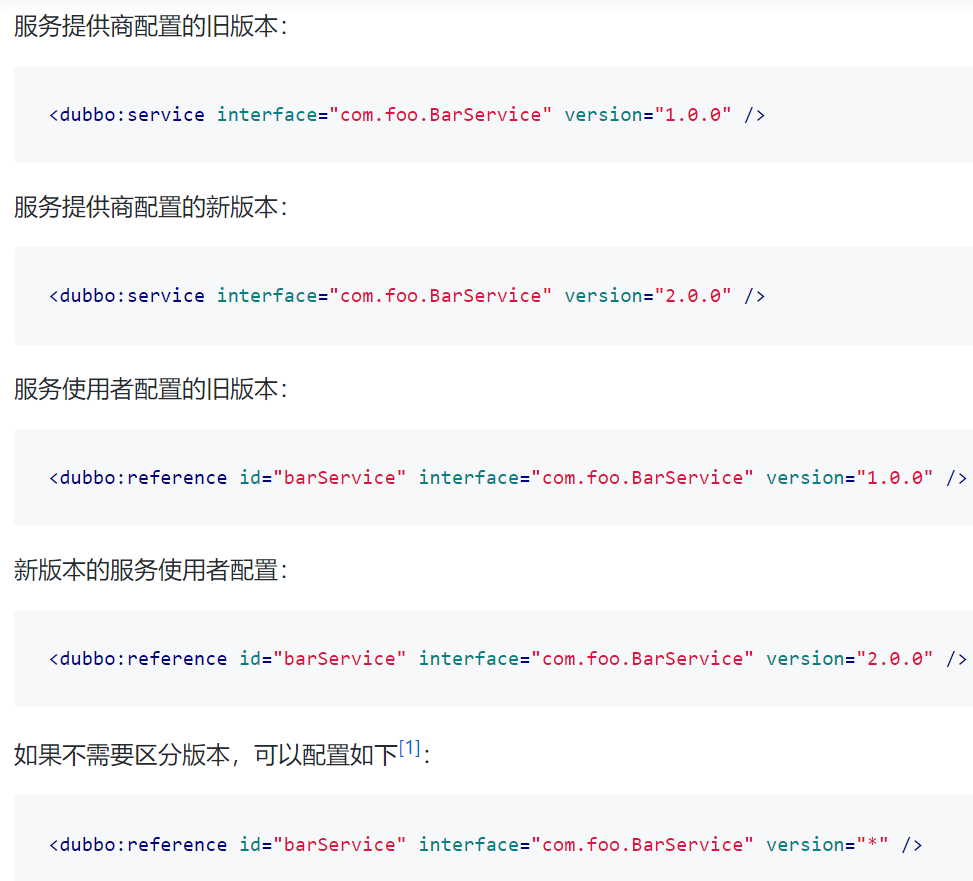 服务提供商配置的旧版本：
<dubbo:service interface="com.foo.BarService" version="1.0.0" />
服务提供商配置的新版本：
<dubbo:service interface="com.foo.BarService" version="2.0.0" />
服务使用者配置的旧版本：
<dubbo:reference id="barService" interface="com.foo.BarService" version="1.0.0" />
新版本的服务使用者配置：
<dubbo:reference id="barService" interface="com.foo.BarService" version="2.0.0" />
如果不需要区分版本，可以配置如下[1]：
<dubbo:reference id="barService" interface="com.foo.BarService" version="*" />